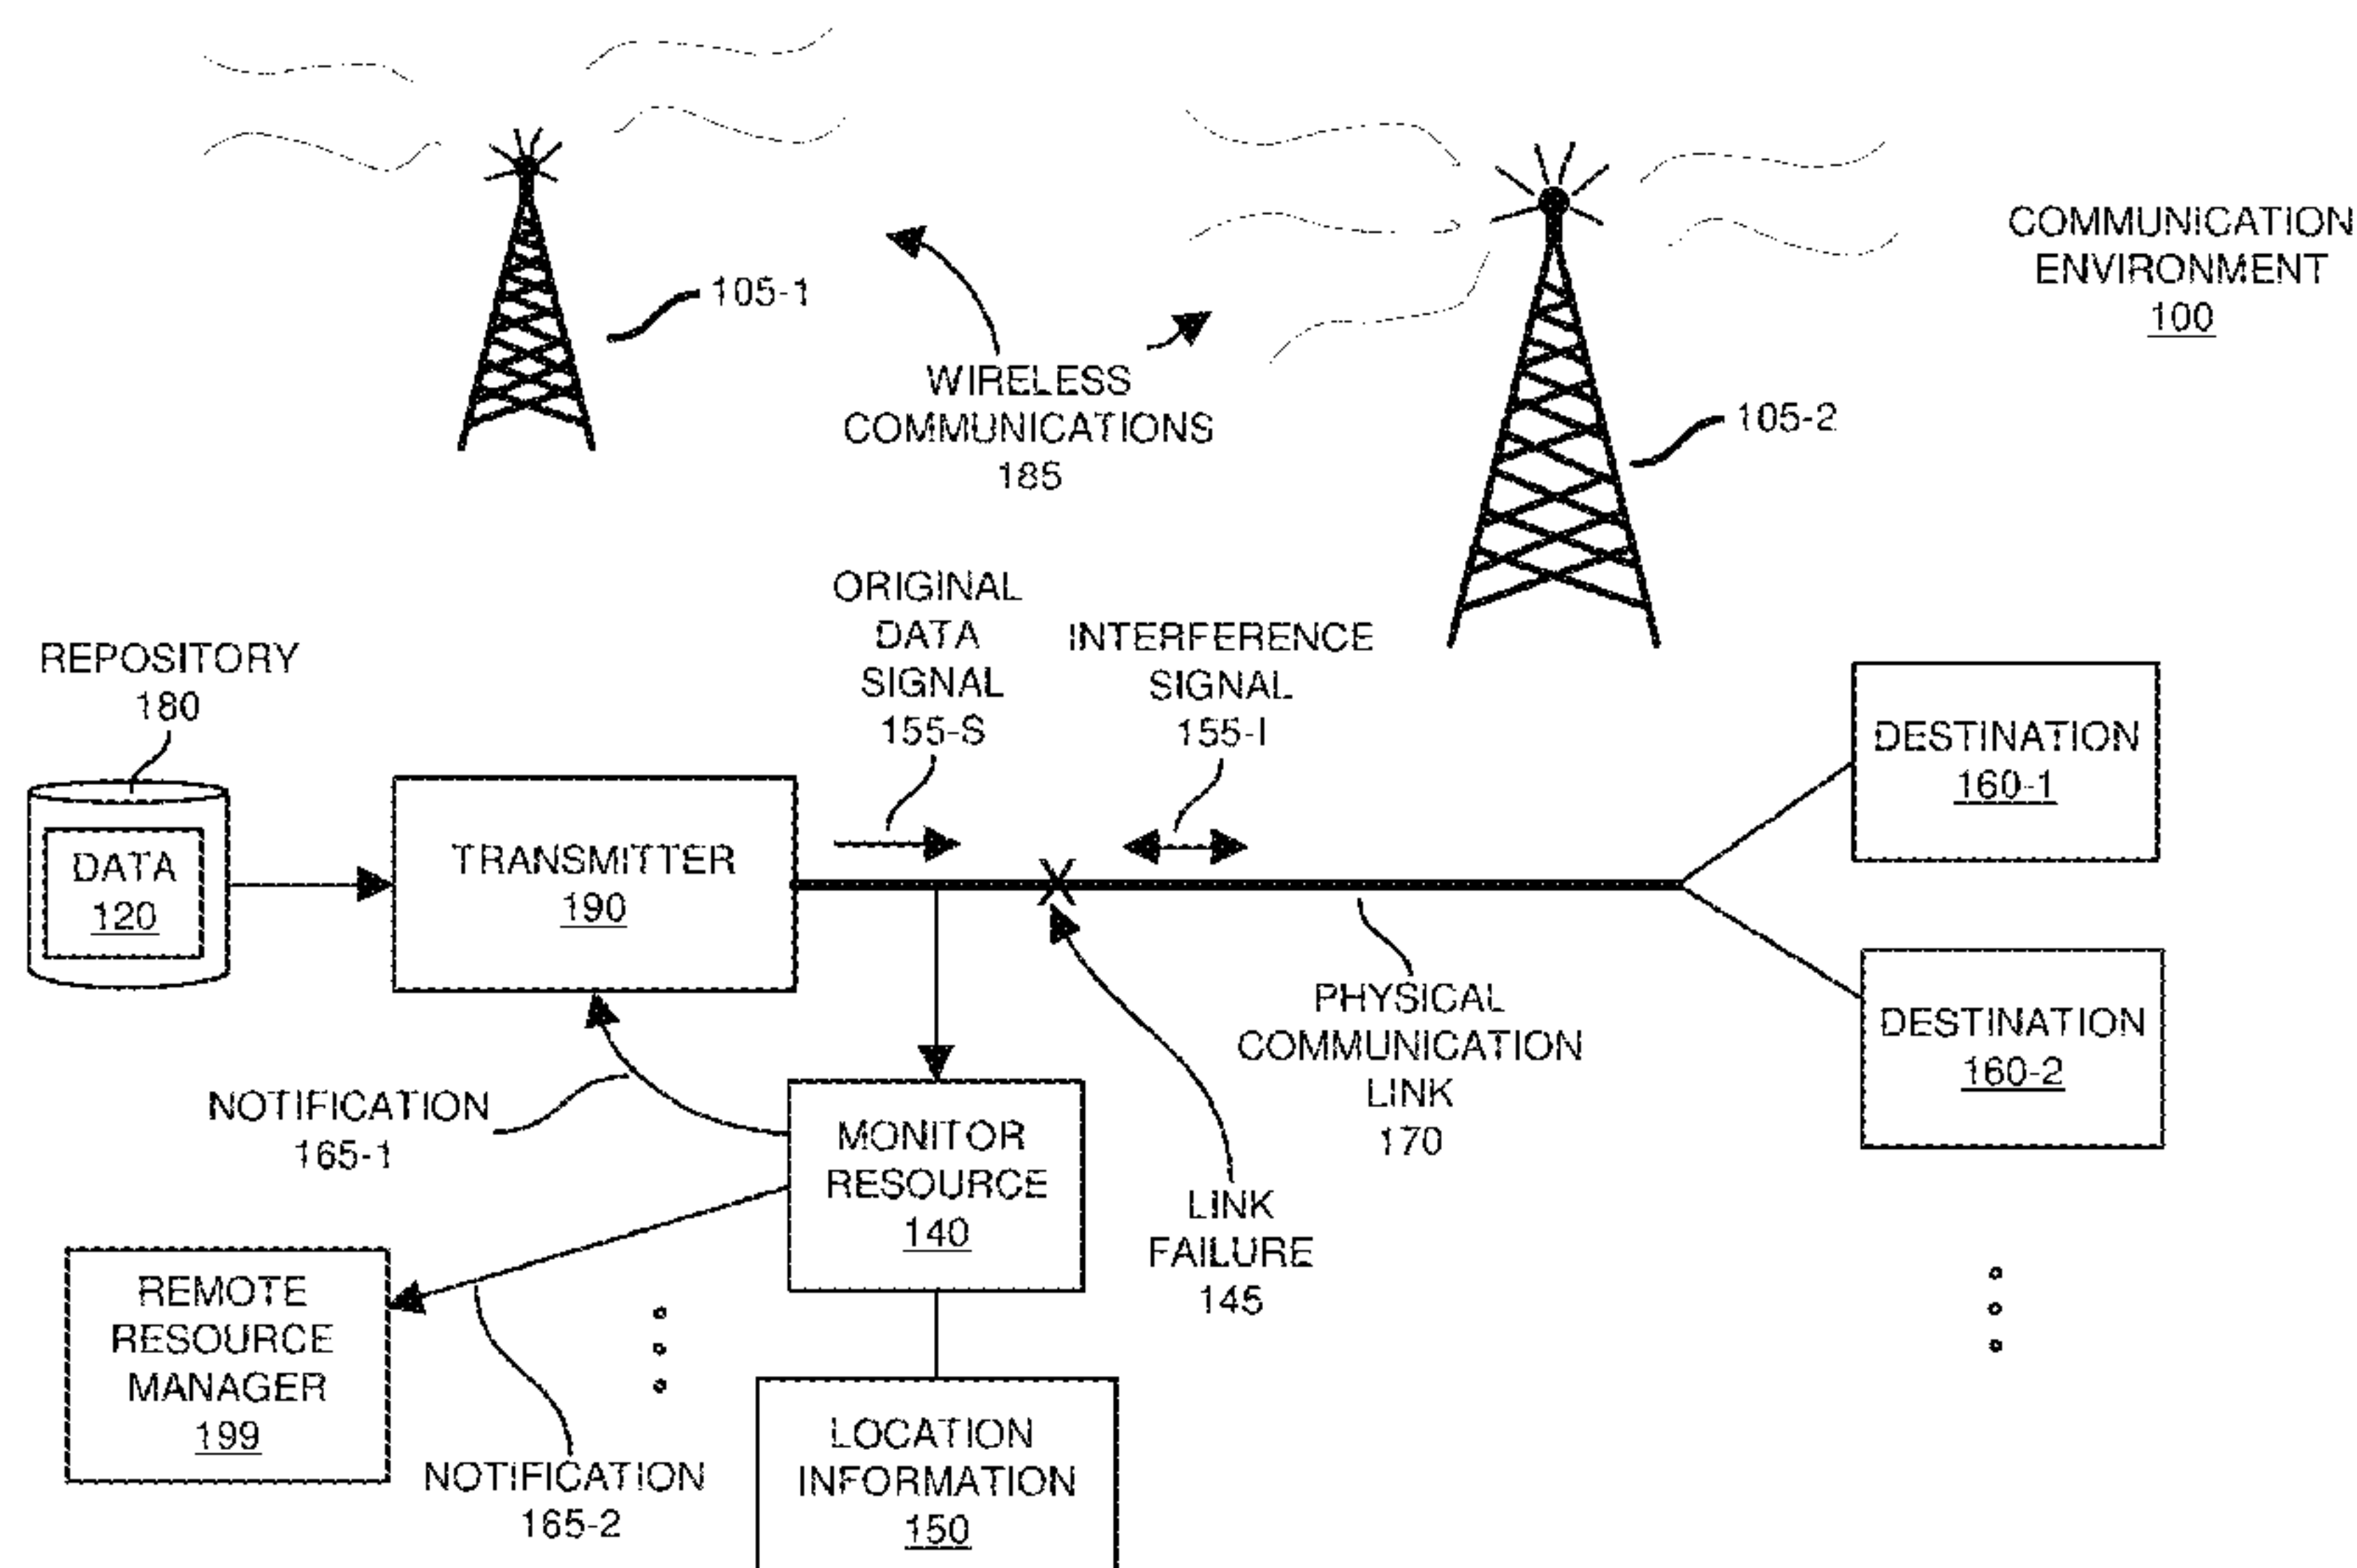 COMMUNICATION
ENVIRONMENT
100
105-1
WIRELESS
COMMUNICATIONS
185
105-2
ORIGINAL
DATA
SIGNAL
155-S
INTERFERENCE
SIGNAL
155-I
REPOSITORY
180
DATA
120
TRANSMITTER
190
X
DESTINATION
160-1
DESTINATION
160-2
PHYSICAL
COMMUNICATION
LINK
170
NOTIFICATION
165-1
MONITOR
RESOURCE
140
LINK
FAILURE
145
REMOTE
RESOURCE
MANAGER
199
NOTIFICATION
165-2
LOCATION
INFORMATION
150